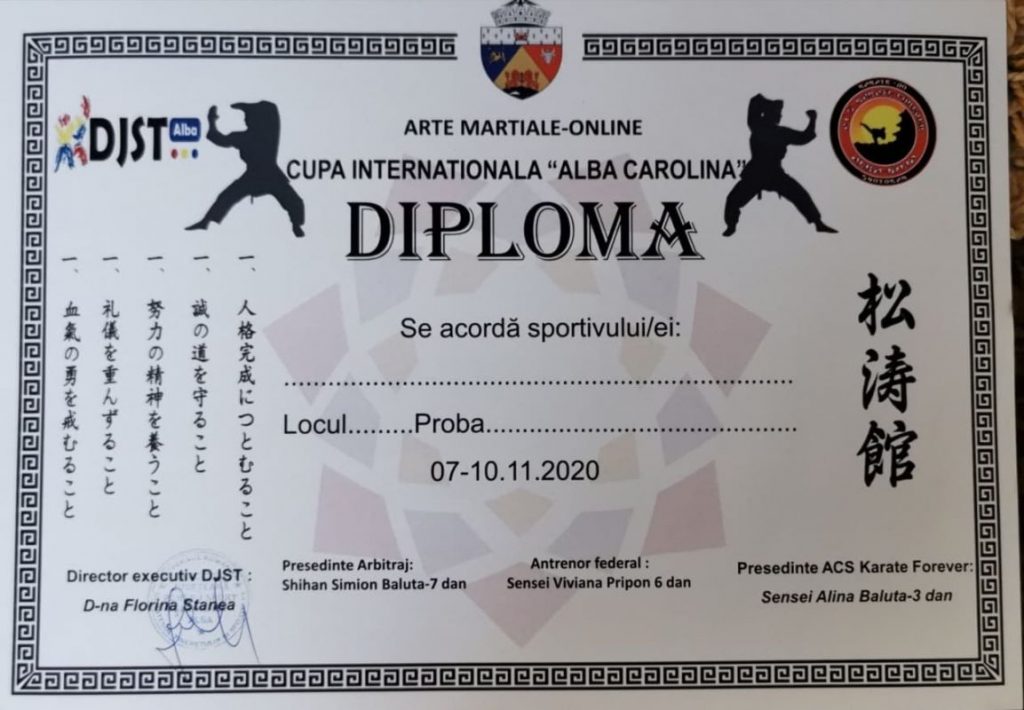 DJST Alba
ARTE MARTIALE-ONLINE
CUPA INTERNATIONALA “ALBA CAROLINA”
DIPLOMA
一、人格完成につとむること
一、誠の道を守ること
一、努力の精神を養うこと
一、礼儀を重んずること
一、血氣の勇を戒むること
松涛館
Se acordă sportivului/ei:
................................................................................
Locul.........Proba.................................................
07-10.11.2020
Director executiv DJST :
D-na Florina Stanea
Presedinte Arbitraj:
Shihan Simion Baluta-7 dan
Antrenor federal :
Sensei Viviana Pripon 6 dan
Presedinte ACS Karate Forever:
Sensei Alina Baluta-3 dan